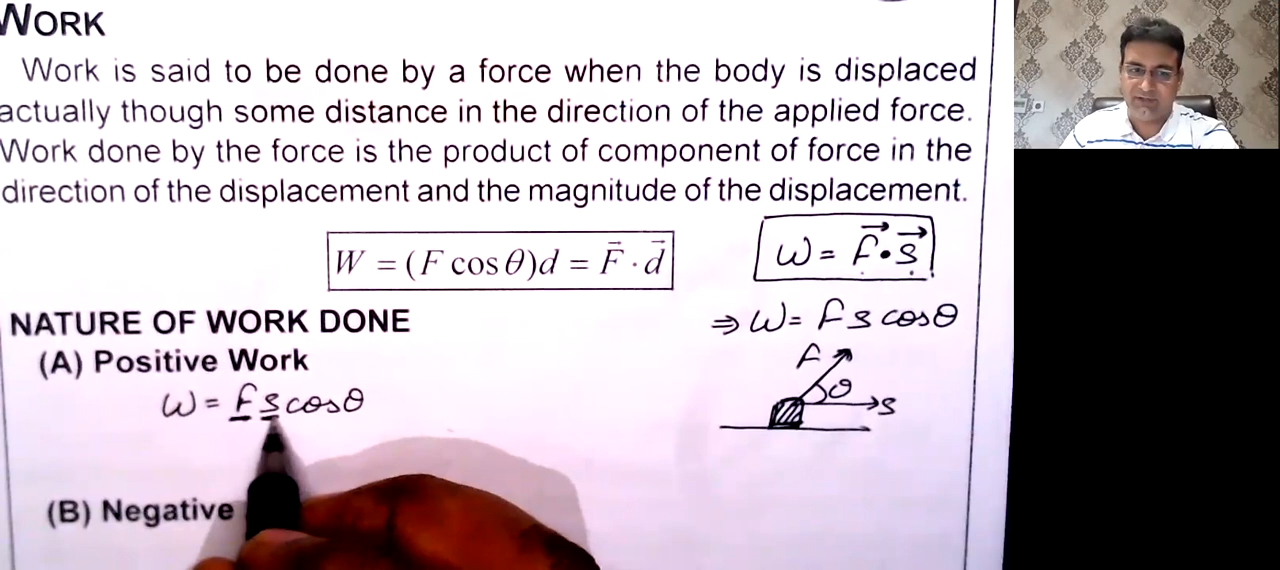 WORK
Work is said to be done by a force when the body is displaced
actually though some distance in the direction of the applied force.
Work done by the force is the product of component of force in the
direction of the displacement and the magnitude of the displacement.
W = (F cos θ)d = F⃗ · d⃗
W = F⃗ · s⃗
NATURE OF WORK DONE
⇒ W = F s cosθ
(A) Positive Work
F
θ
s
W = F s cosθ
(B) Negative